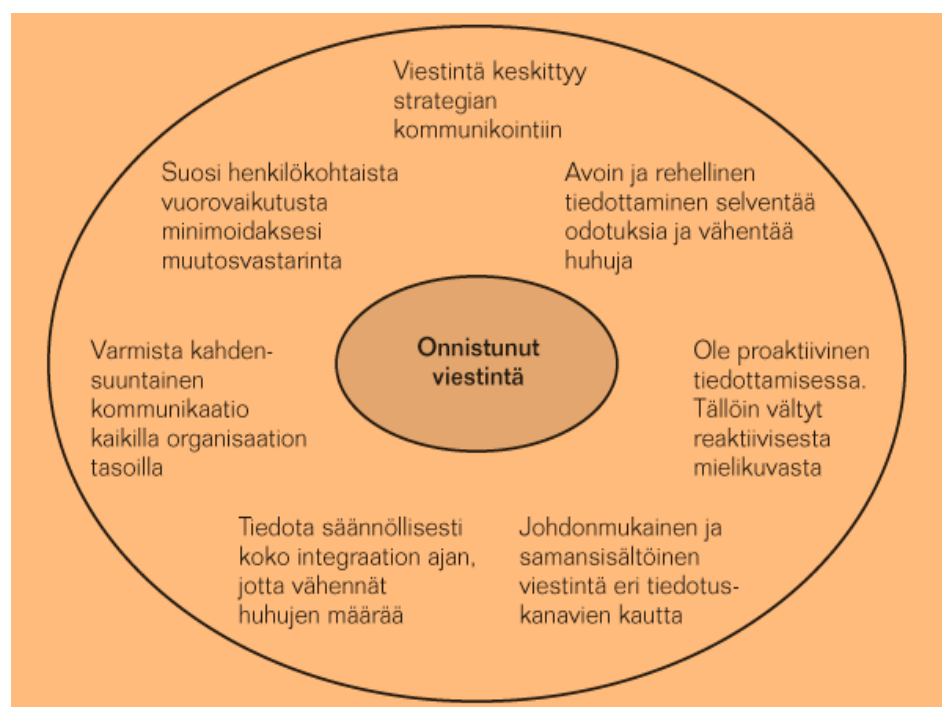 Viestintä keskittyy
strategian
kommunikointiin
Suosi henkilökohtaista
vuorovaikutusta
minimoidaksesi
muutosvastarinta
Avoin ja rehellinen
tiedottaminen selventää
odotuksia ja vähentää
huhuja
Onnistunut
viestintä
Varmista kahden-
suuntainen
kommunikaatio
kaikilla organisaation
tasoilla
Ole proaktiivinen
tiedottamisessa.
Tällöin vältyt
reaktiivisesta
mielikuvasta
Tiedota säännöllisesti
koko integraation ajan,
jotta vähennät
huhujen määrää
Johdonmukainen ja
samansisältöinen
viestintä eri tiedotus-
kanavien kautta